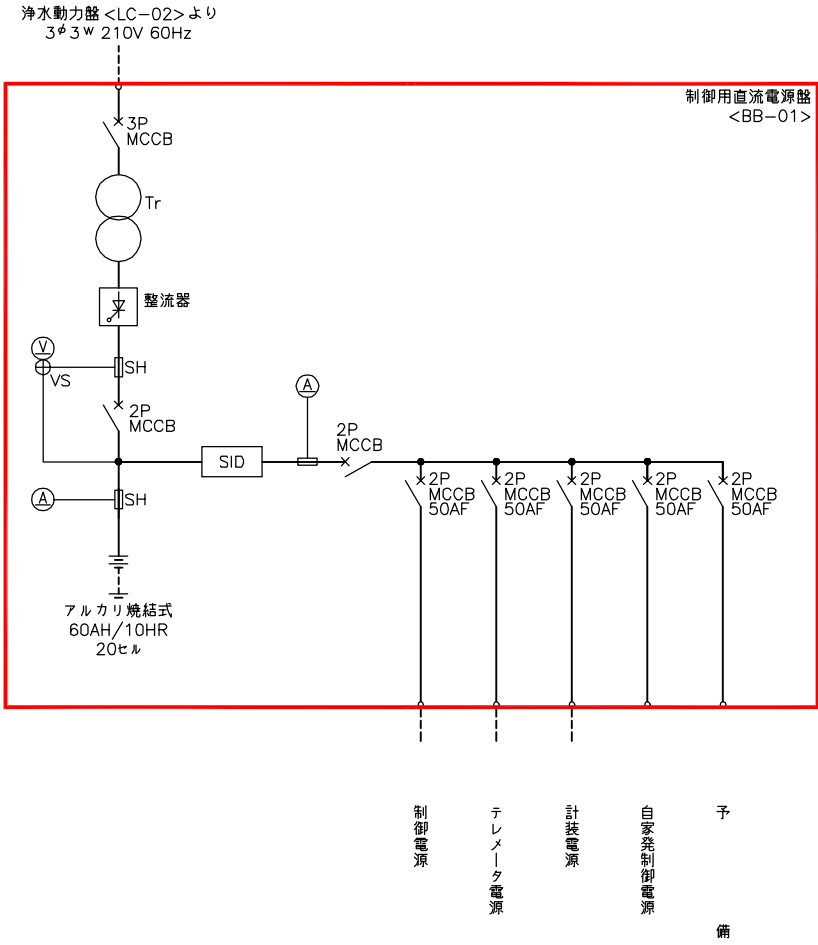 浄水動力盤<LC-02>より
3φ3W 210V 60Hz
制御用直流電源盤
<BB-01>
3P
MCCB
Tr
整流器
V
VS
SH
A
2P
MCCB
2P
MCCB
SID
A
SH
2P
MCCB
50AF
2P
MCCB
50AF
2P
MCCB
50AF
2P
MCCB
50AF
2P
MCCB
50AF
アルカリ焼結式
60AH/10HR
20セル
制御電源
テレメータ電源
計装電源
自家発制御電源
予備